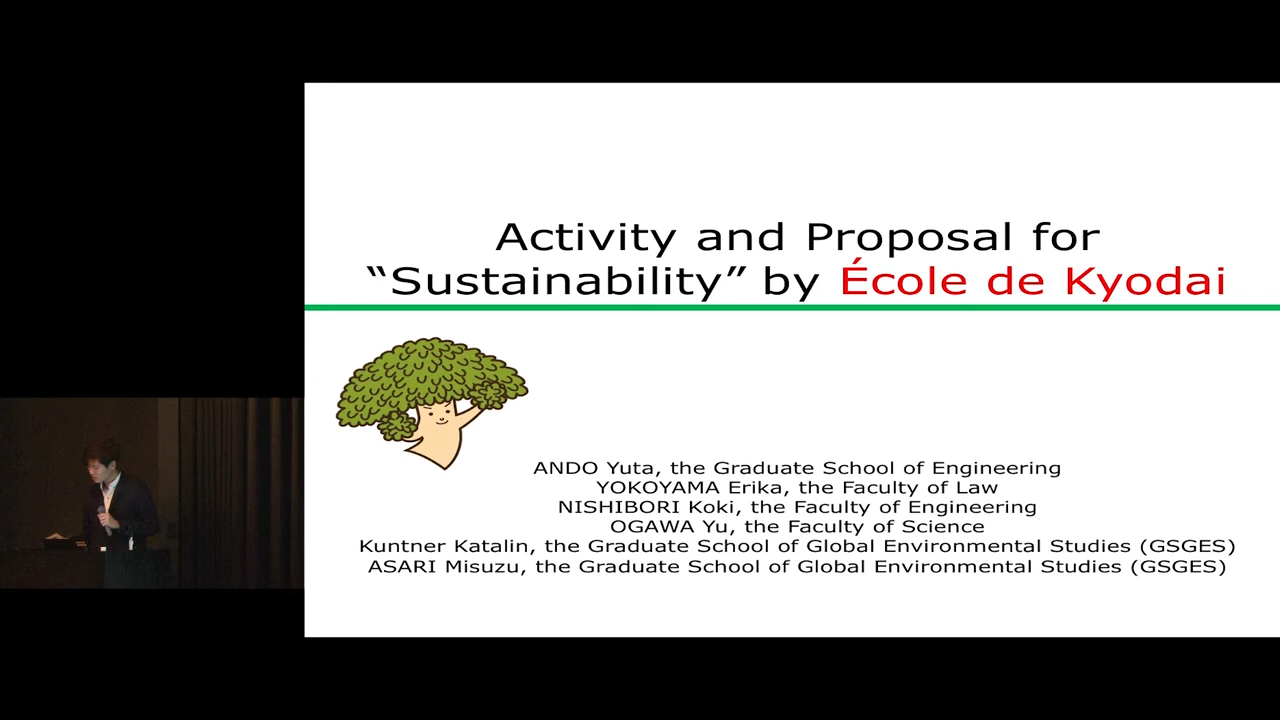 Activity and Proposal for
“Sustainability” by École de Kyodai
ANDO Yuta, the Graduate School of Engineering
YOKOYAMA Erika, the Faculty of Law
NISHIBORI Koki, the Faculty of Engineering
OGAWA Yu, the Faculty of Science
Kuntner Katalin, the Graduate School of Global Environmental Studies (GSGES)
ASARI Misuzu, the Graduate School of Global Environmental Studies (GSGES)